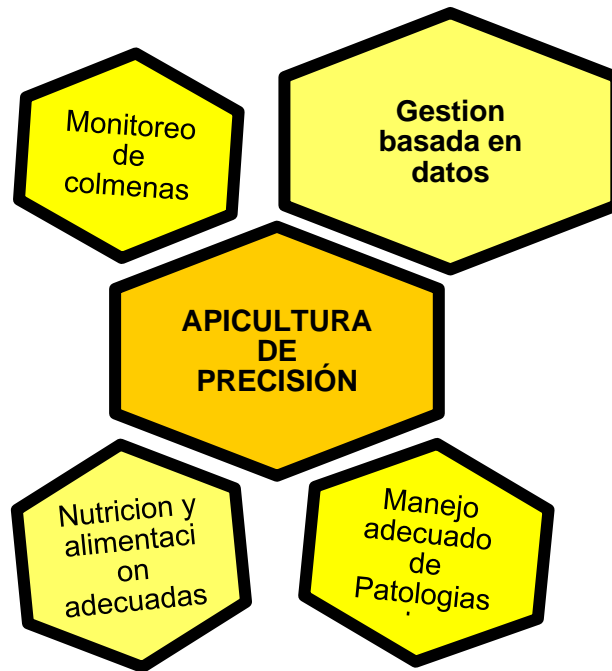 Monitoreo
de
colmenas
Gestion
basada en
datos
APICULTURA
DE
PRECISIÓN
Nutricion y
alimentaci
on
adecuadas
Manejo
adecuado
de
Patologias